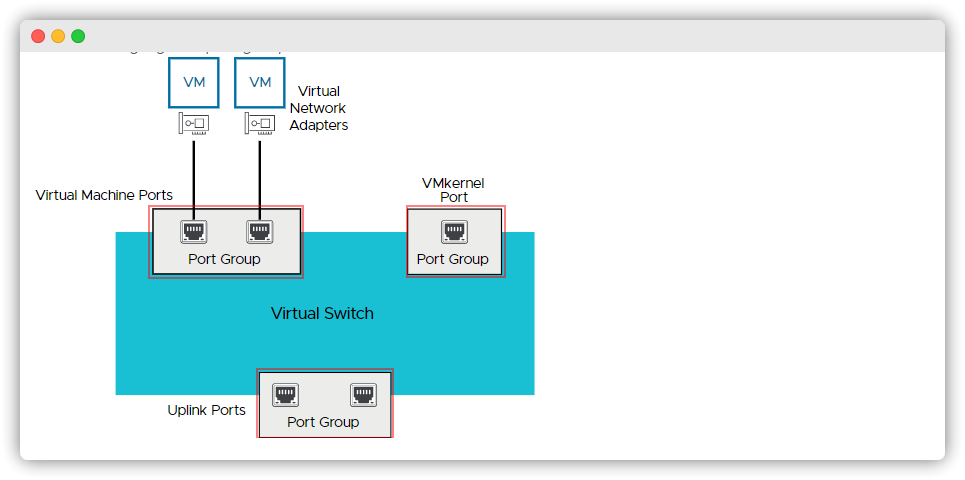 VM
VM
Virtual
Network
Adapters
Virtual Machine Ports
VMkernel
Port
Port Group
Port Group
Virtual Switch
Uplink Ports
Port Group